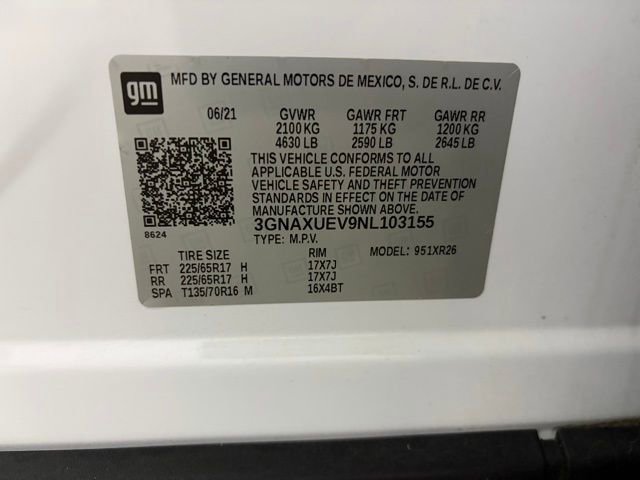 gm
MFD BY GENERAL MOTORS DE MEXICO, S. DE R.L. DE C.V.
06/21 GVWR GAWR FRT GAWR RR
2100 KG 1175 KG 1200 KG
4630 LB 2590 LB 2645 LB
THIS VEHICLE CONFORMS TO ALL
APPLICABLE U.S. FEDERAL MOTOR
VEHICLE SAFETY AND THEFT PREVENTION
STANDARDS IN EFFECT ON THE DATE OF
MANUFACTURE SHOWN ABOVE.
8624
3GNAXUEV9NL103155
TYPE: M.P.V. MODEL: 951XR26
TIRE SIZE RIM
FRT 225/65R17 H 17X7J
RR 225/65R17 H 17X7J
SPA T135/70R16 M 16X4BT